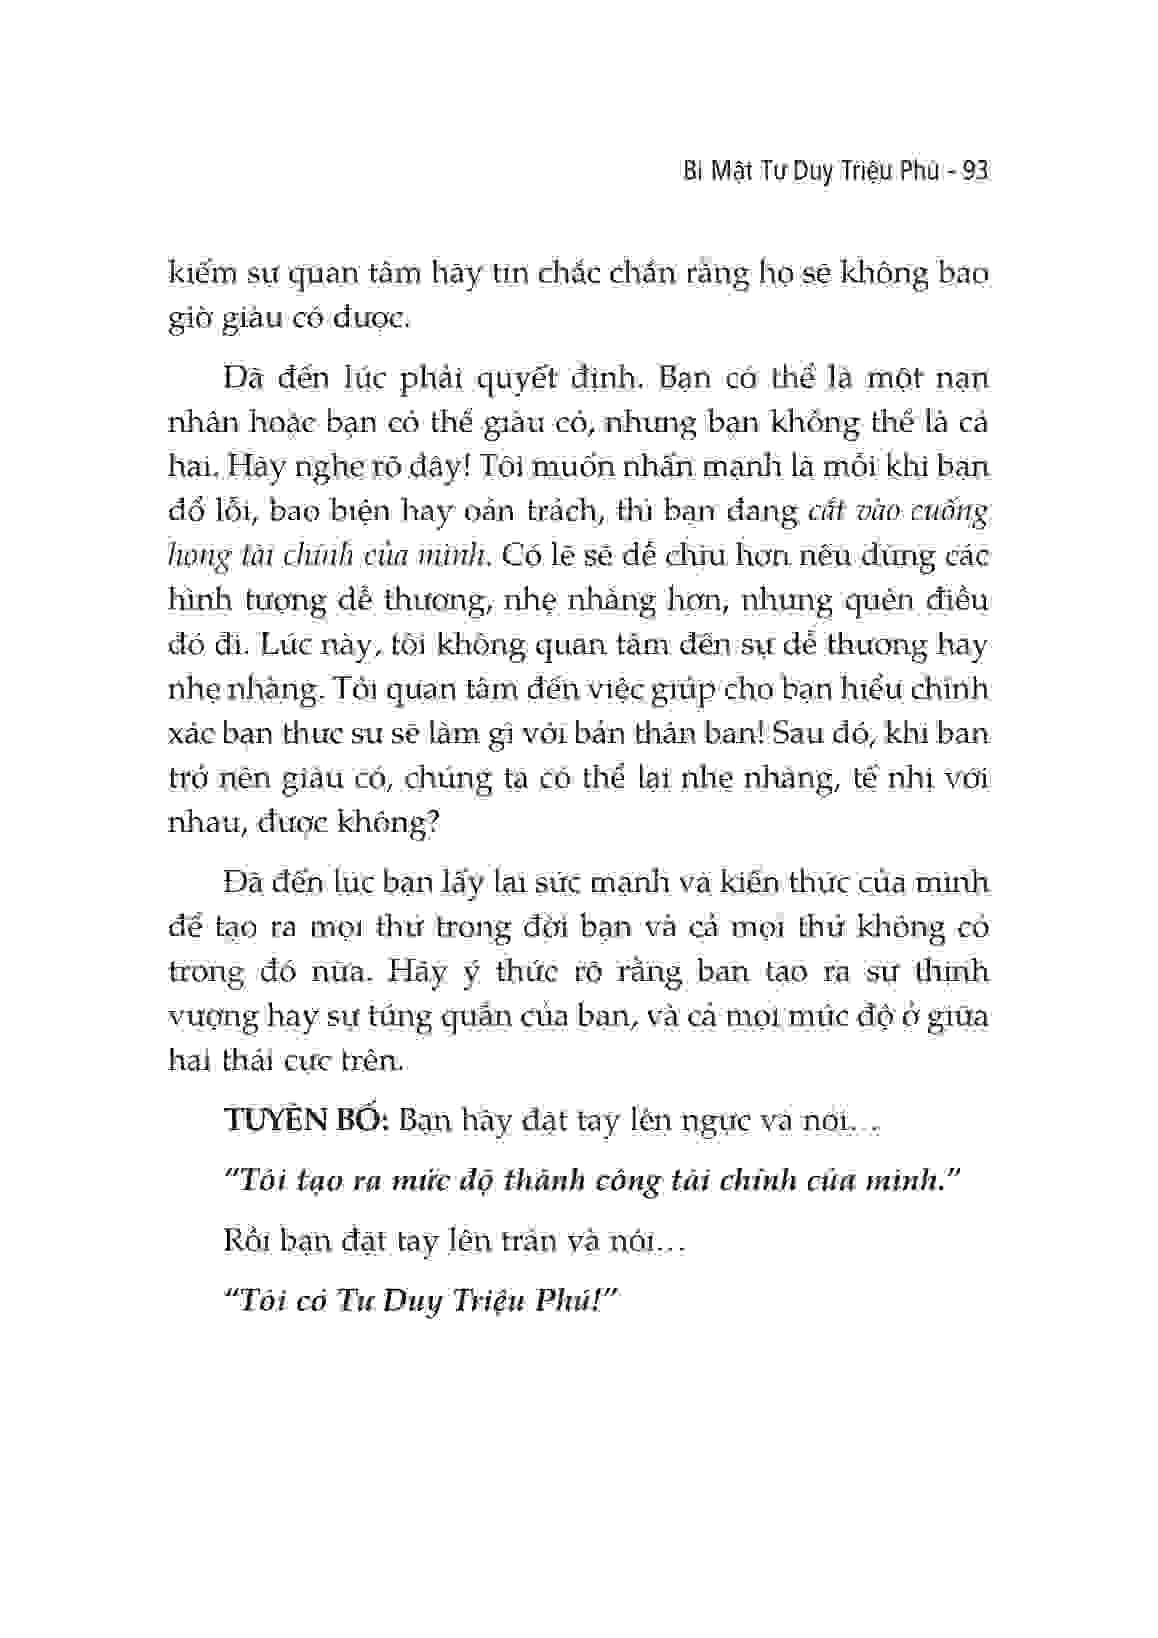 Bí Mật Tư Duy Triệu Phú - 93
kiếm sự quan tâm hãy tin chắc chắn rằng họ sẽ không bao
giờ giàu có được.
Đã đến lúc phải quyết định. Bạn có thể là một nạn
nhân hoặc bạn có thể giàu có, nhưng bạn không thể là cả
hai. Hãy nghe rõ đây! Tôi muốn nhấn mạnh là mỗi khi bạn
đổ lỗi, bao biện hay oán trách, thì bạn đang cắt vào cuống
họng tài chính của mình. Có lẽ sẽ dễ chịu hơn nếu dùng các
hình tượng dễ thương, nhẹ nhàng hơn, nhưng quên điều
đó đi. Lúc này, tôi không quan tâm đến sự dễ thương hay
nhẹ nhàng. Tôi quan tâm đến việc giúp cho bạn hiểu chính
xác bạn thực sự sẽ làm gì với bản thân bạn! Sau đó, khi bạn
trở nên giàu có, chúng ta có thể lại nhẹ nhàng, tế nhị với
nhau, được không?
Đã đến lúc bạn lấy lại sức mạnh và kiến thức của mình
để tạo ra mọi thứ trong đời bạn và cả mọi thứ không có
trong đó nữa. Hãy ý thức rõ rằng bạn tạo ra sự thịnh
vượng hay sự túng quẫn của bạn, và cả mọi mức độ ở giữa
hai thái cực trên.
TUYÊN BỐ: Bạn hãy đặt tay lên ngực và nói…
“Tôi tạo ra mức độ thành công tài chính của mình.”
Rồi bạn đặt tay lên trán và nói…
“Tôi có Tư Duy Triệu Phú!”